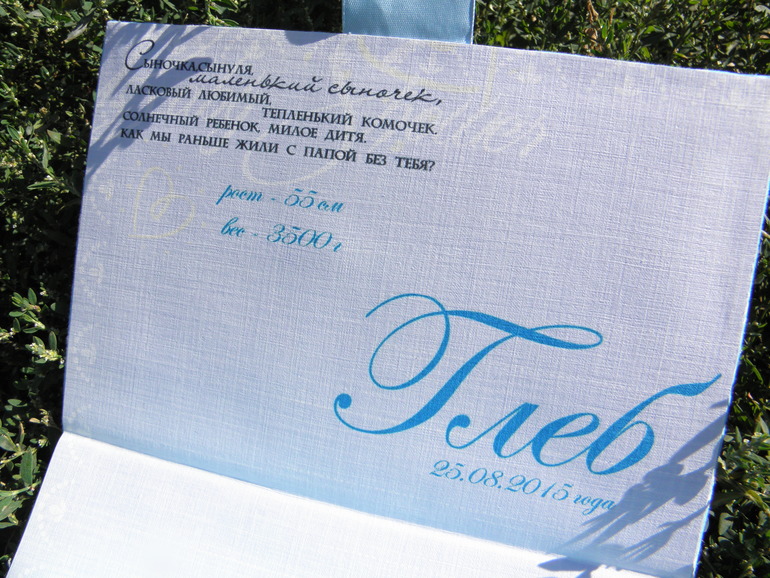 Сыночка,сынуля,
маленький сыночек,
ласковый любимый,
тепленький комочек.
солнечный ребенок, милое дитя.
как мы раньше жили с папой без тебя?
рост - 55 см
вес - 3500 г
Глеб
25.08.2015 года